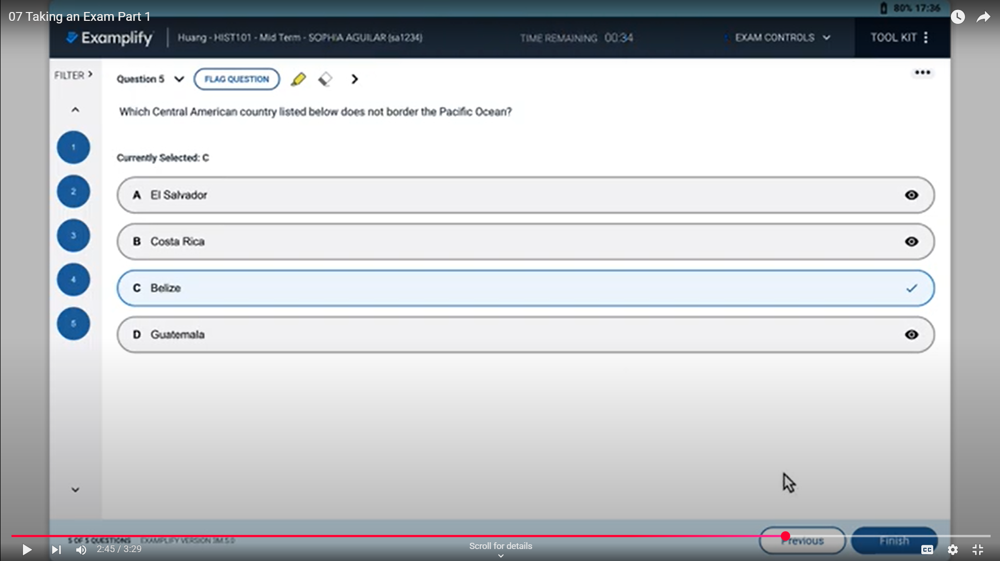 07 Taking an Exam Part 1
80% 17:36
Examplify
Huang - HIST101 - Mid Term - SOPHIA AGUILAR (sa1234)
TIME REMAINING 00:34
EXAM CONTROLS
TOOL KIT
FILTER
Question 5
FLAG QUESTION
Which Central American country listed below does not border the Pacific Ocean?
1
Currently Selected: C
2
A El Salvador
3
B Costa Rica
4
C Belize
5
D Guatemala
5 OF 5 QUESTIONS EXAMPLIFY VERSION
Previous
Finish
2:45 / 3:29
Scroll for details
CC